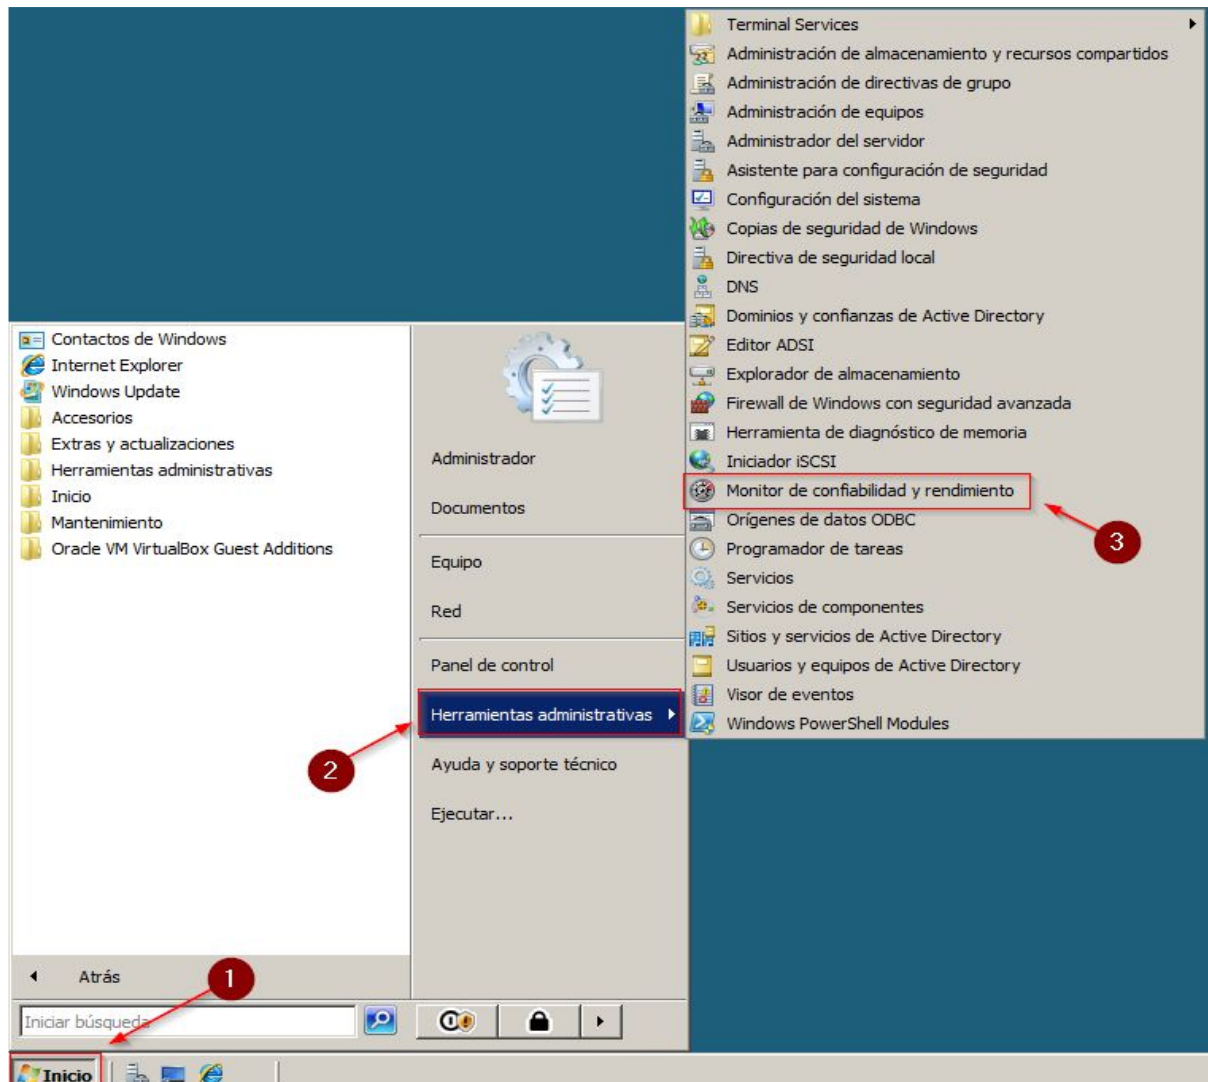 Terminal Services
Administración de almacenamiento y recursos compartidos
Administración de directivas de grupo
Administración de equipos
Administrador del servidor
Asistente para configuración de seguridad
Configuración del sistema
Copias de seguridad de Windows
Directiva de seguridad local
DNS
Dominios y confianzas de Active Directory
Editor ADSI
Explorador de almacenamiento
Firewall de Windows con seguridad avanzada
Herramienta de diagnóstico de memoria
Iniciador iSCSI
Monitor de confiabilidad y rendimiento
3
Orígenes de datos ODBC
Programador de tareas
Servicios
Servicios de componentes
Sitios y servicios de Active Directory
Usuarios y equipos de Active Directory
Visor de eventos
Windows PowerShell Modules
Contactos de Windows
Internet Explorer
Windows Update
Accesorios
Extras y actualizaciones
Herramientas administrativas
Inicio
Mantenimiento
Oracle VM VirtualBox Guest Additions
Administrador
Documentos
Equipo
Red
Panel de control
Herramientas administrativas
2
Ayuda y soporte técnico
Ejecutar...
Atrás
1
Iniciar búsqueda
Inicio